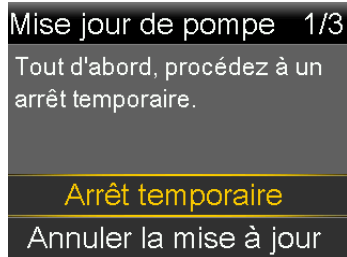 Mise jour de pompe 1/3
Tout d'abord, procédez à un
arrêt temporaire.
Arrêt temporaire
Annuler la mise à jour